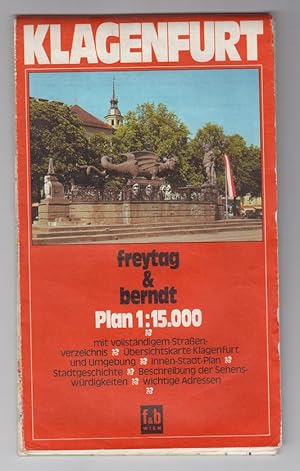 KLAGENFURT
freytag
&
berndt
Plan 1:15.000
mit vollständigem Straßen-
verzeichnis Übersichtskarte Klagenfurt
und Umgebung Innen-Stadt-Plan
Stadtgeschichte Beschreibung der Sehens-
würdigkeiten wichtige Adressen
f&b
WIEN